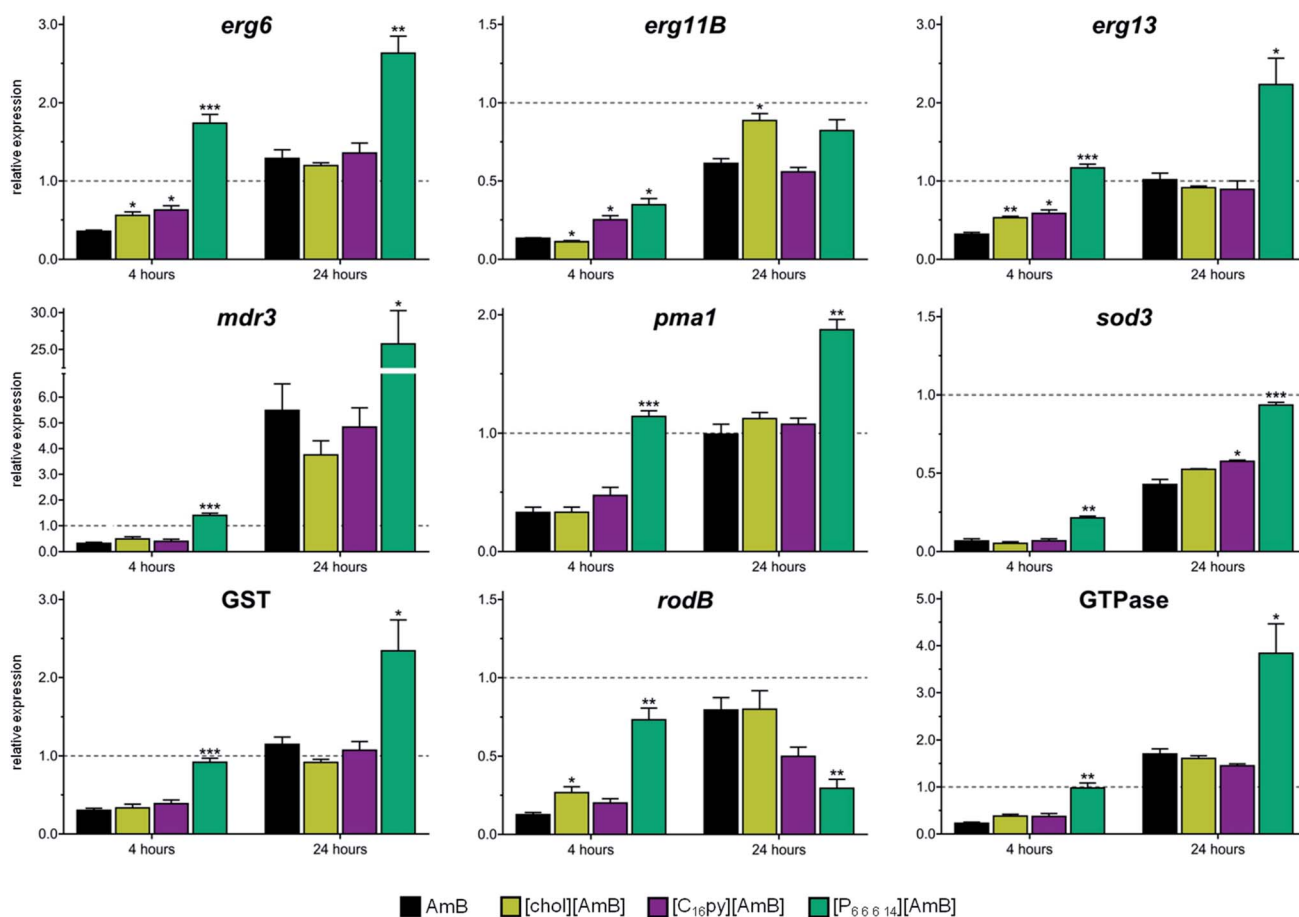 erg6
erg11B
erg13
relative expression
3.0
2.0
1.0
0.0
*
*
***
**
4 hours
24 hours
1.5
1.0
0.5
0.0
*
*
*
*
4 hours
24 hours
3.0
2.0
1.0
0.0
**
*
***
*
4 hours
24 hours
mdr3
pma1
sod3
relative expression
30.0
25.0
6.0
5.0
4.0
3.0
2.0
1.0
0.0
***
*
4 hours
24 hours
2.0
1.0
0.0
***
**
4 hours
24 hours
1.5
1.0
0.5
0.0
**
*
***
4 hours
24 hours
GST
rodB
GTPase
relative expression
3.0
2.0
1.0
0.0
***
*
4 hours
24 hours
1.5
1.0
0.5
0.0
*
**
**
4 hours
24 hours
5.0
4.0
3.0
2.0
1.0
0.0
**
*
4 hours
24 hours
AmB [chol][AmB] [C₁₆py][AmB] [P₆ ₆ ₆ ₁₄][AmB]